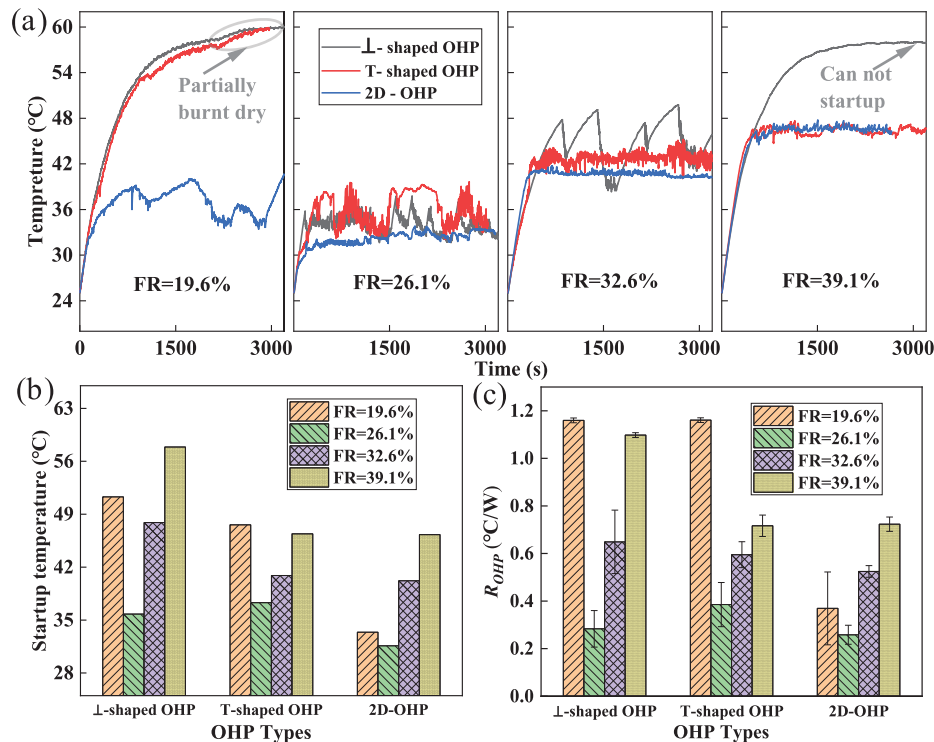 (a)
Tempreture (℃)
60
54
48
42
36
30
24
Partially
burnt dry
⊥- shaped OHP
T- shaped OHP
2D - OHP
Can not
startup
FR=19.6%
FR=26.1%
FR=32.6%
FR=39.1%
0 1500 3000 1500 3000 1500 3000 1500 3000
Time (s)
(b)
Startup temperature (℃)
63
56
49
42
35
28
FR=19.6%
FR=26.1%
FR=32.6%
FR=39.1%
⊥-shaped OHP T-shaped OHP 2D-OHP
OHP Types
(c)
R_OHP (℃/W)
1.2
1.0
0.8
0.6
0.4
0.2
0.0
FR=19.6%
FR=26.1%
FR=32.6%
FR=39.1%
⊥-shaped OHP T-shaped OHP 2D-OHP
OHP Types